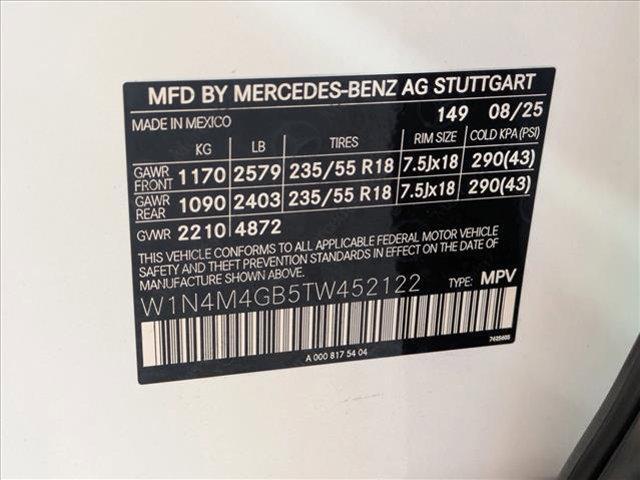 MFD BY MERCEDES-BENZ AG STUTTGART
149 08/25
MADE IN MEXICO
KG LB TIRES RIM SIZE COLD KPA(PSI)
GAWR FRONT 1170 2579 235/55 R18 7.5Jx18 290(43)
GAWR REAR 1090 2403 235/55 R18 7.5Jx18 290(43)
GVWR 2210 4872
THIS VEHICLE CONFORMS TO ALL APPLICABLE FEDERAL MOTOR VEHICLE
SAFETY AND THEFT PREVENTION STANDARDS IN EFFECT ON THE DATE OF
MANUFACTURE SHOWN ABOVE.
W1N4M4GB5TW452122 TYPE: MPV
A 000 817 54 04 7625605